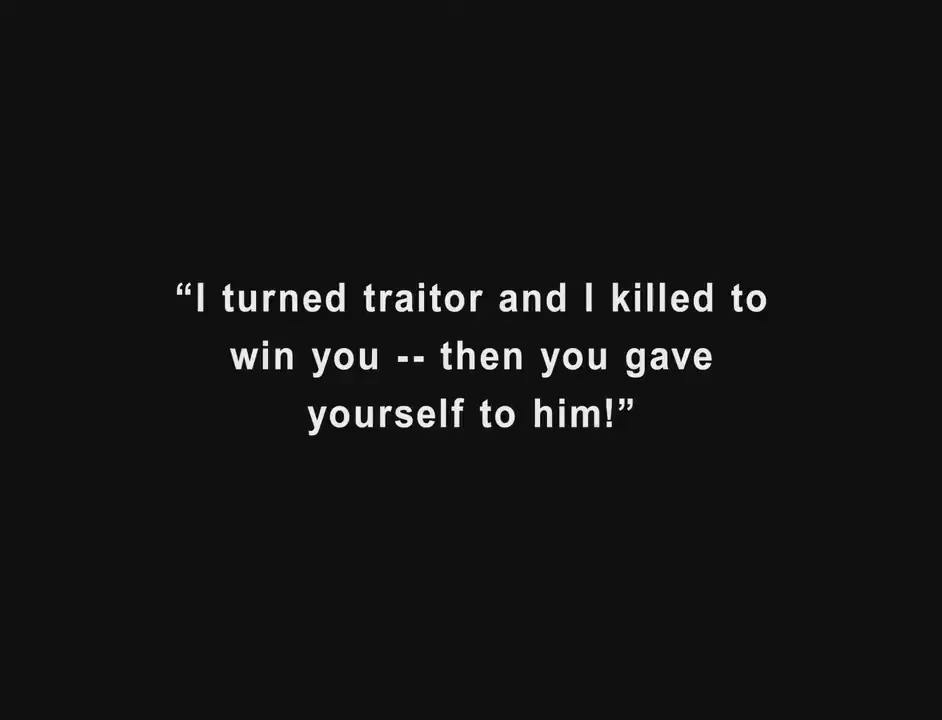 “I turned traitor and I killed to
win you -- then you gave
yourself to him!”